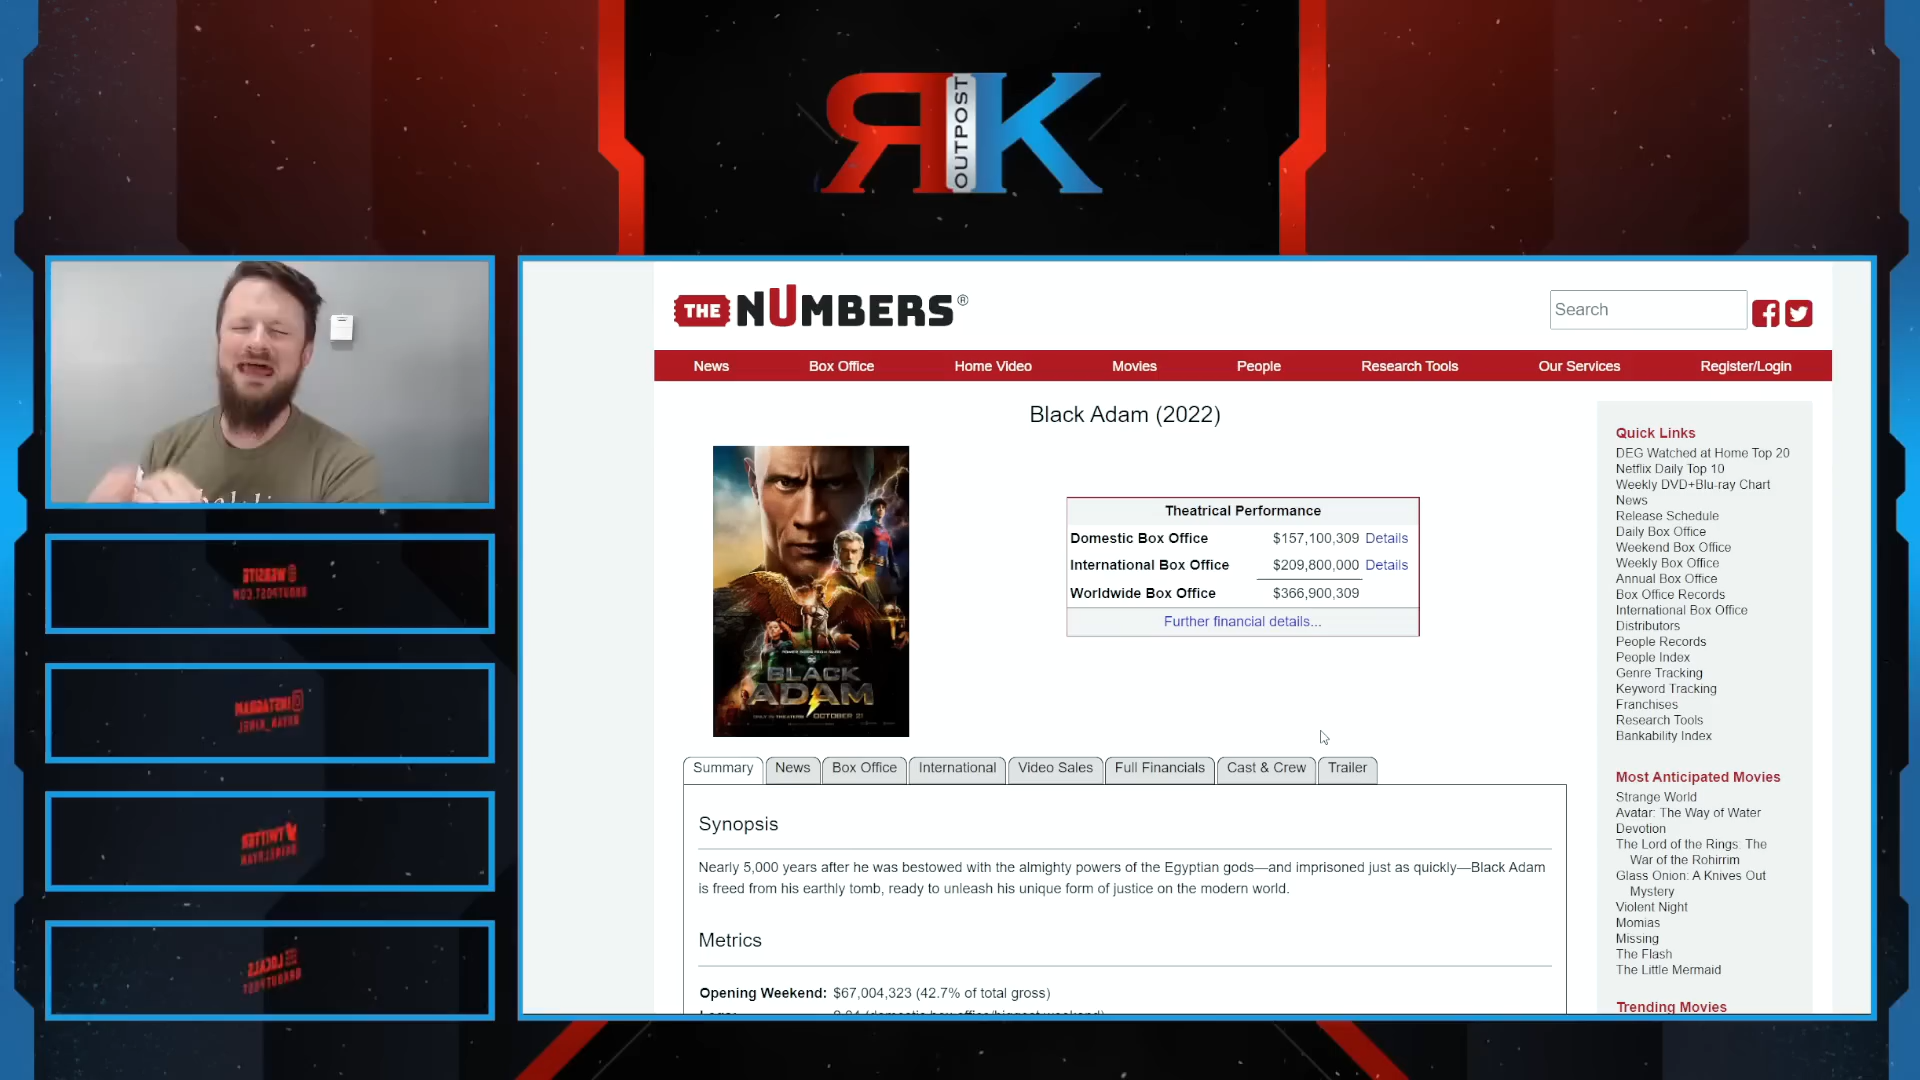 RK
OUTPOST
THE NUMBERS®
Search
News Box Office Home Video Movies People Research Tools Our Services Register/Login
Black Adam (2022)
BLACK
ADAM
OCTOBER 21
Theatrical Performance
Domestic Box Office $157,100,309 Details
International Box Office $209,800,000 Details
Worldwide Box Office $366,900,309
Further financial details...
Summary News Box Office International Video Sales Full Financials Cast & Crew Trailer
Synopsis
Nearly 5,000 years after he was bestowed with the almighty powers of the Egyptian gods—and imprisoned just as quickly—Black Adam
is freed from his earthly tomb, ready to unleash his unique form of justice on the modern world.
Metrics
Opening Weekend: $67,004,323 (42.7% of total gross)
Quick Links
DEG Watched at Home Top 20
Netflix Daily Top 10
Weekly DVD+Blu-ray Chart
News
Release Schedule
Daily Box Office
Weekend Box Office
Weekly Box Office
Annual Box Office
Box Office Records
International Box Office
Distributors
People Records
People Index
Genre Tracking
Keyword Tracking
Franchises
Research Tools
Bankability Index
Most Anticipated Movies
Strange World
Avatar: The Way of Water
Devotion
The Lord of the Rings: The
War of the Rohirrim
Glass Onion: A Knives Out
Mystery
Violent Night
Momias
Missing
The Flash
The Little Mermaid
Trending Movies
WEBSITE
RKOUTPOST.COM
INSTAGRAM
TWITTER
LOCALS
RKOUTPOST